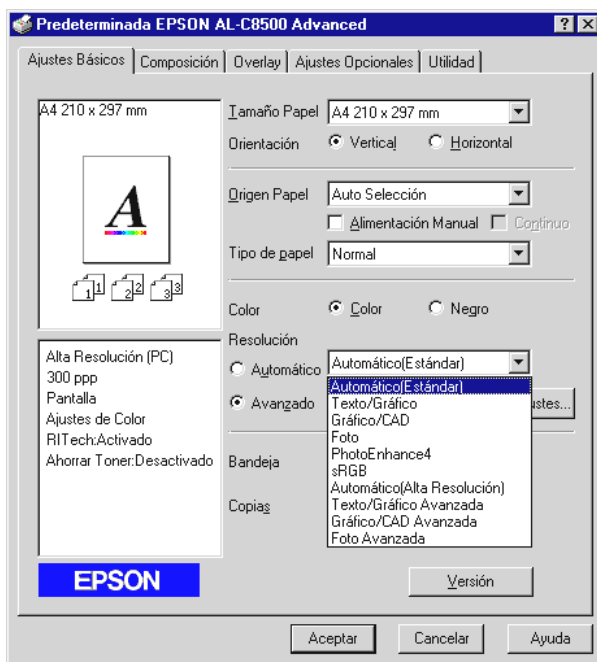 Predeterminada EPSON AL-C8500 Advanced
Ajustes Básicos
Composición
Overlay
Ajustes Opcionales
Utilidad
A4 210 x 297 mm
A
1 1 2 2 3 3
Tamaño Papel
A4 210 x 297 mm
Orientación
Vertical
Horizontal
Origen Papel
Auto Selección
Alimentación Manual
Continuo
Tipo de papel
Normal
Color
Color
Negro
Resolución
Automático
Automático(Estándar)
Avanzado
Automático(Estándar)
Texto/Gráfico
Gráfico/CAD
Foto
PhotoEnhance4
sRGB
Automático(Alta Resolución)
Texto/Gráfico Avanzada
Gráfico/CAD Avanzada
Foto Avanzada
Bandeja
Copias
Alta Resolución (PC)
300 ppp
Pantalla
Ajustes de Color
RITech:Activado
Ahorrar Toner:Desactivado
EPSON
Versión
Aceptar
Cancelar
Ayuda